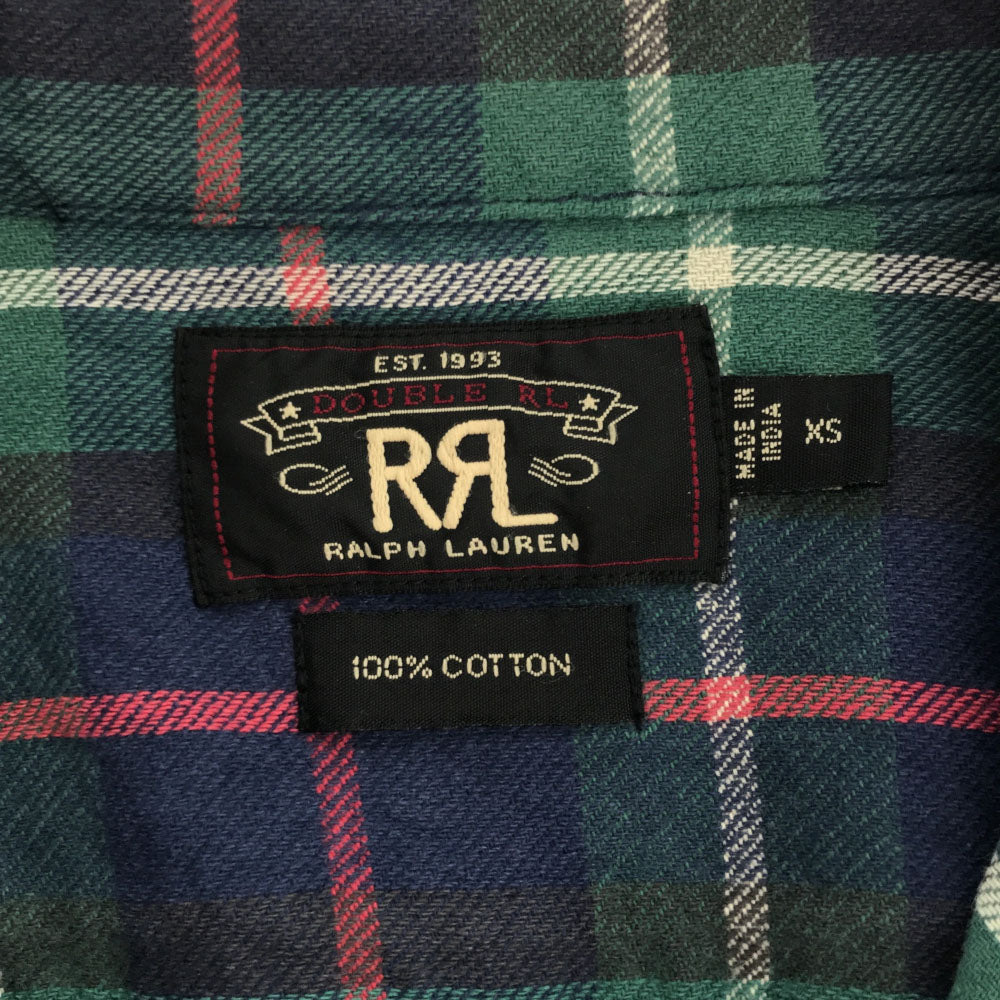 EST. 1993
DOUBLE RL
RRL
RALPH LAUREN
MADE IN
INDIA
XS
100% COTTON